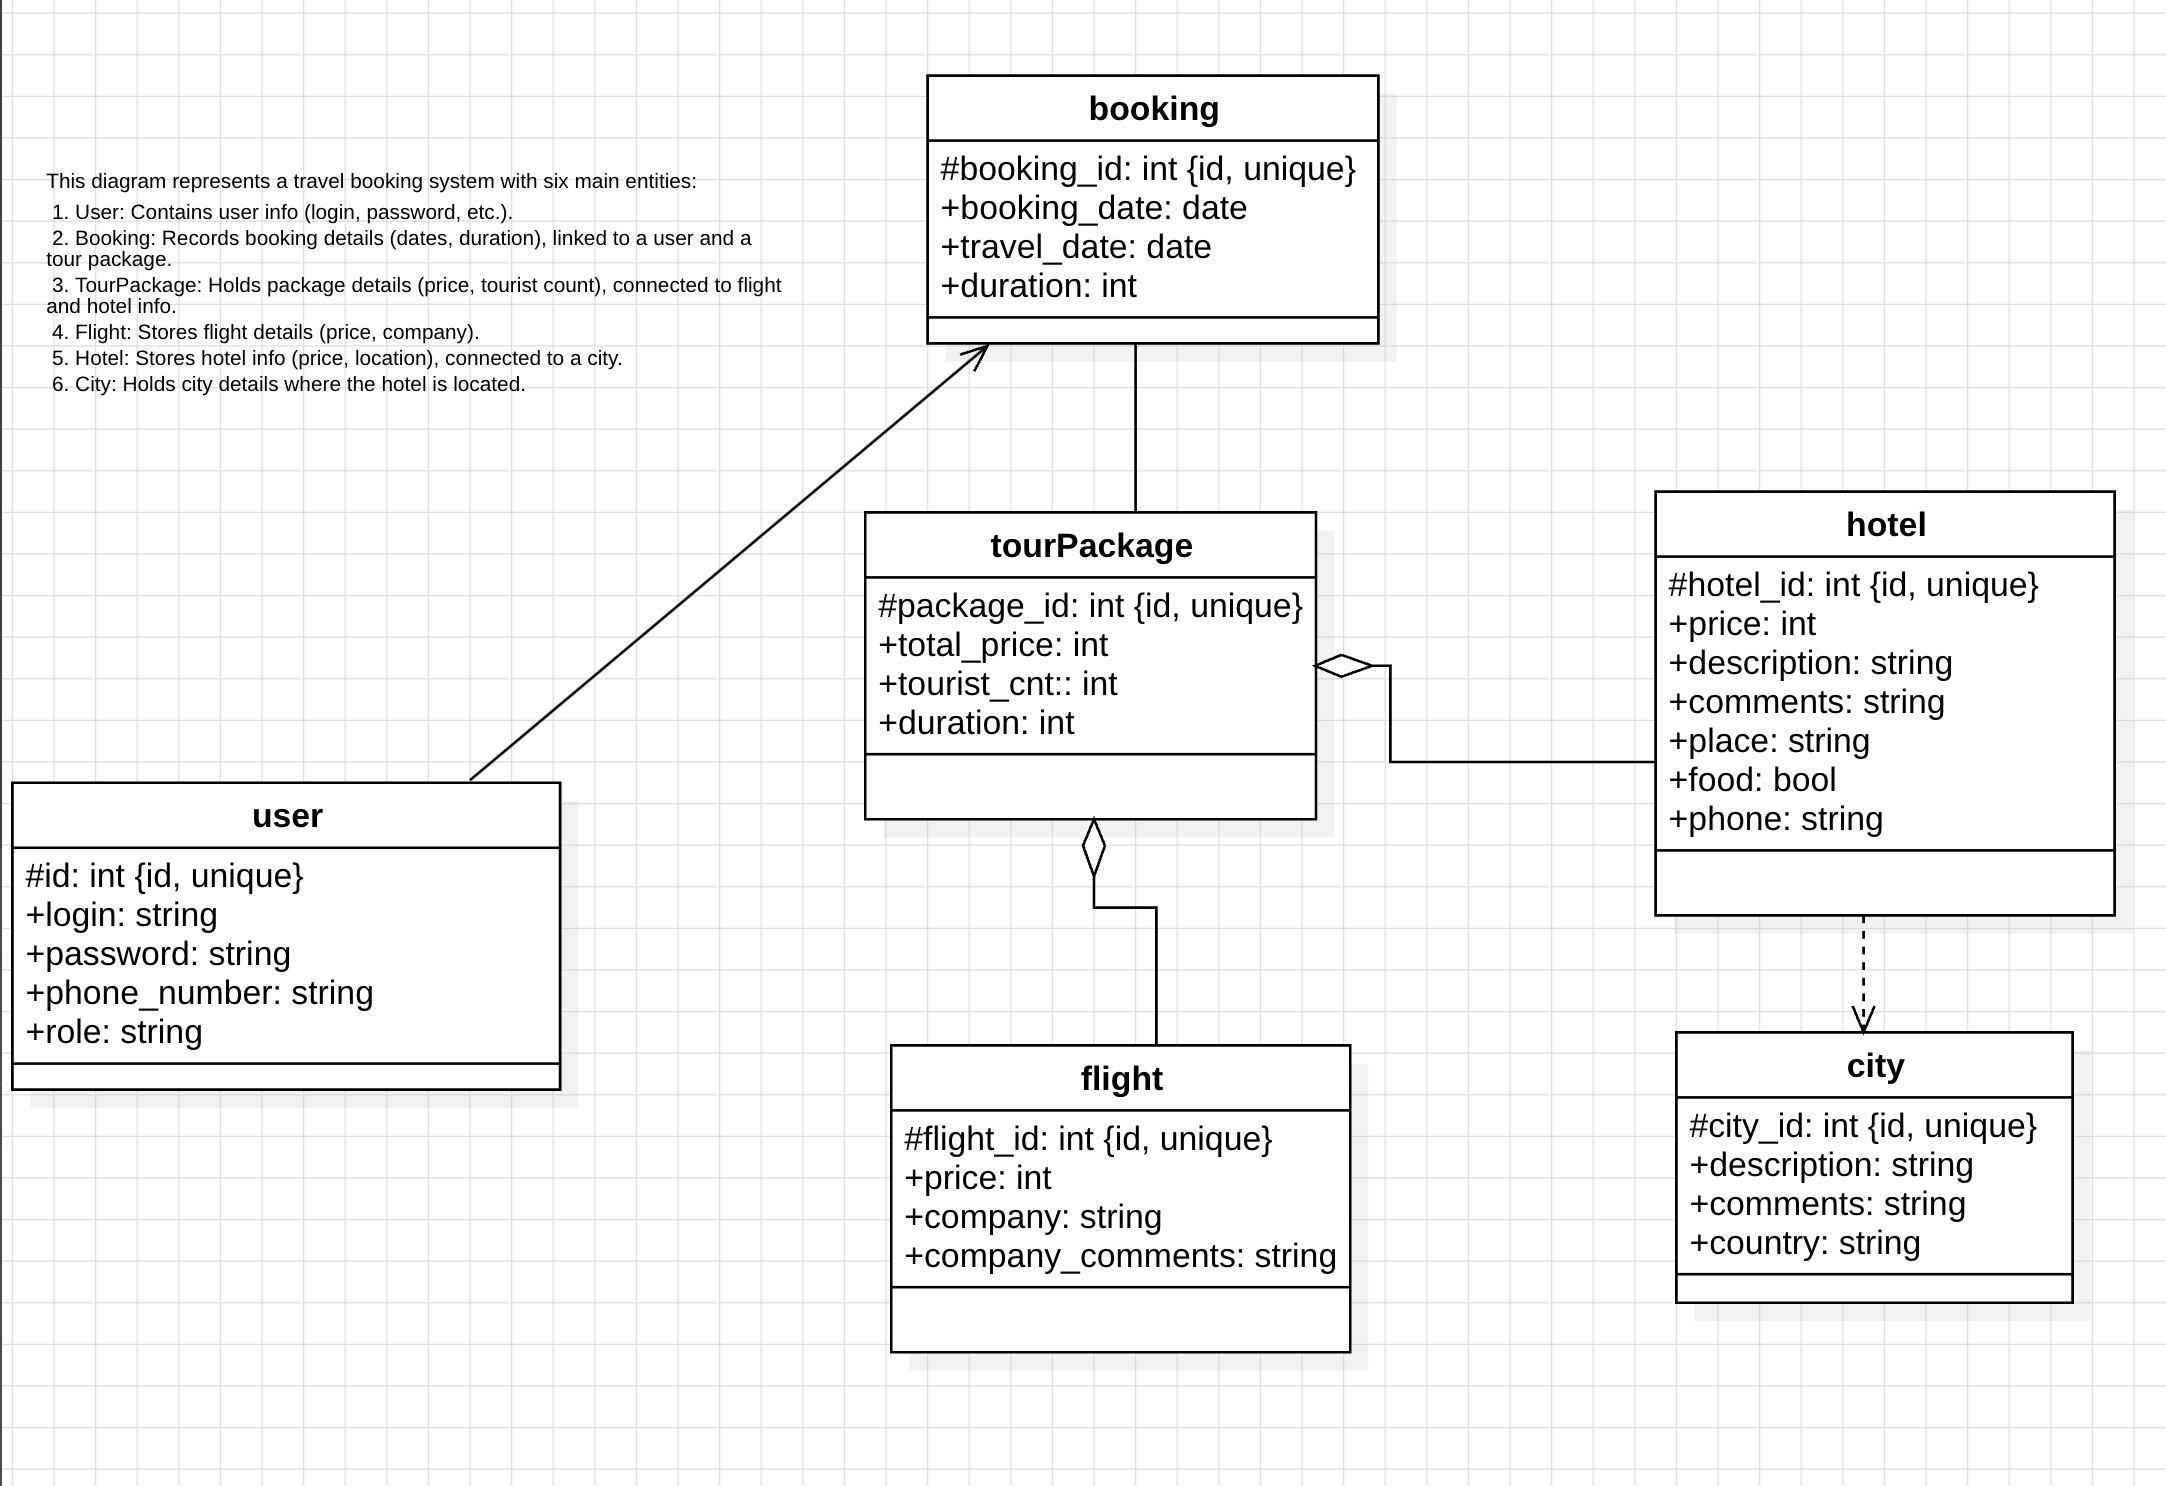 This diagram represents a travel booking system with six main entities:
1. User: Contains user info (login, password, etc.).
2. Booking: Records booking details (dates, duration), linked to a user and a
tour package.
3. TourPackage: Holds package details (price, tourist count), connected to flight
and hotel info.
4. Flight: Stores flight details (price, company).
5. Hotel: Stores hotel info (price, location), connected to a city.
6. City: Holds city details where the hotel is located.
booking
#booking_id: int {id, unique}
+booking_date: date
+travel_date: date
+duration: int
tourPackage
#package_id: int {id, unique}
+total_price: int
+tourist_cnt:: int
+duration: int
hotel
#hotel_id: int {id, unique}
+price: int
+description: string
+comments: string
+place: string
+food: bool
+phone: string
user
#id: int {id, unique}
+login: string
+password: string
+phone_number: string
+role: string
flight
#flight_id: int {id, unique}
+price: int
+company: string
+company_comments: string
city
#city_id: int {id, unique}
+description: string
+comments: string
+country: string